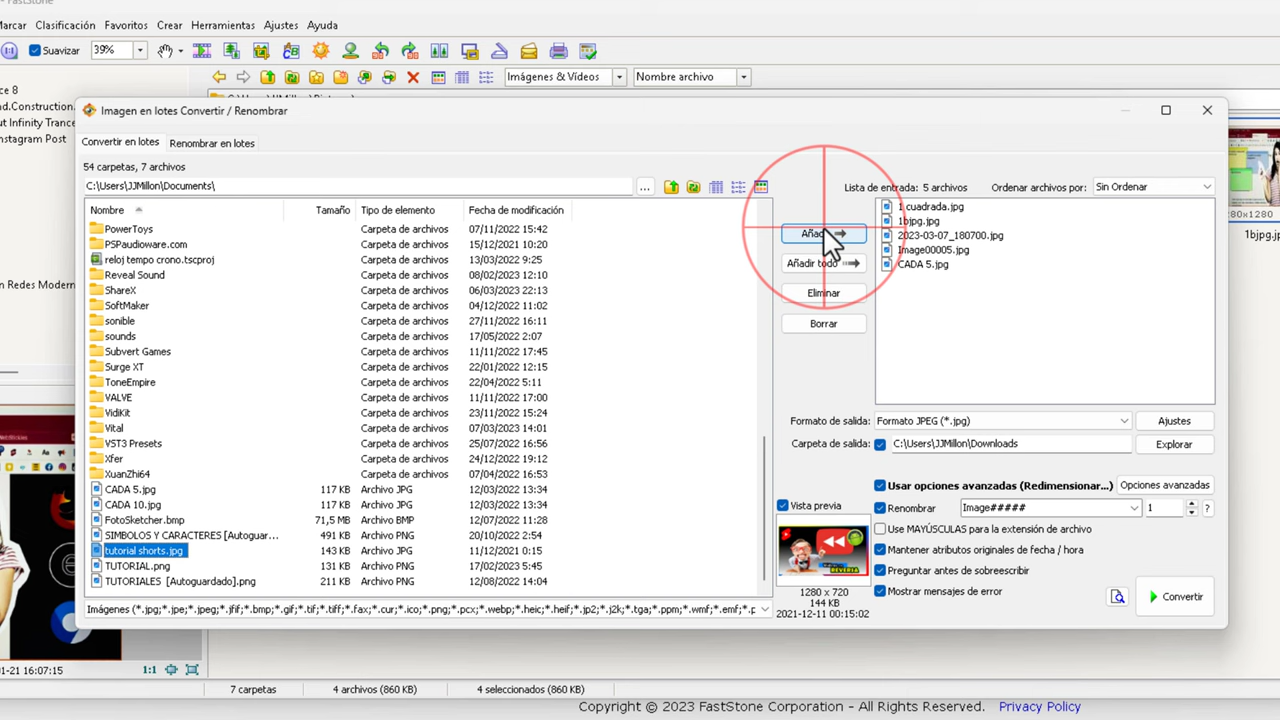 FastStone
Marcar Clasificación Favoritos Crear Herramientas Ajustes Ayuda
Suavizar 39%
Imágenes & Vídeos Nombre archivo
Imagen en lotes Convertir / Renombrar
Convertir en lotes Renombrar en lotes
54 carpetas, 7 archivos
C:\Users\JJMillon\Documents\ ...
Nombre Tamaño Tipo de elemento Fecha de modificación
PowerToys Carpeta de archivos 07/11/2022 15:42
PSPaudioware.com Carpeta de archivos 15/12/2021 10:20
reloj tempo crono.tscproj Carpeta de archivos 13/03/2022 9:25
Reveal Sound Carpeta de archivos 08/02/2023 12:10
ShareX Carpeta de archivos 06/03/2023 22:13
SoftMaker Carpeta de archivos 04/12/2022 11:02
sonible Carpeta de archivos 27/11/2022 16:11
sounds Carpeta de archivos 17/05/2022 2:07
Subvert Games Carpeta de archivos 11/11/2022 17:45
Surge XT Carpeta de archivos 22/01/2022 12:15
ToneEmpire Carpeta de archivos 22/04/2022 5:11
VALVE Carpeta de archivos 11/11/2022 17:00
VidiKit Carpeta de archivos 23/11/2022 15:24
Vital Carpeta de archivos 07/03/2023 14:01
VST3 Presets Carpeta de archivos 25/07/2022 16:56
Xfer Carpeta de archivos 24/12/2022 19:12
XuanZhi64 Carpeta de archivos 07/04/2022 16:53
CADA 5.jpg 117 KB Archivo JPG 12/03/2022 13:34
CADA 10.jpg 117 KB Archivo JPG 12/03/2022 13:34
FotoSketcher.bmp 71,5 MB Archivo BMP 12/07/2022 11:28
SIMBOLOS Y CARACTERES [Autoguar... 491 KB Archivo PNG 20/10/2022 2:54
tutorial shorts.jpg 143 KB Archivo JPG 11/12/2021 0:15
TUTORIAL.png 131 KB Archivo PNG 17/02/2023 5:45
TUTORIALES [Autoguardado].png 211 KB Archivo PNG 12/08/2022 14:04
Imágenes (*.jpg;*.jpe;*.jpeg;*.jfif;*.bmp;*.gif;*.tif;*.tiff;*.fax;*.cur;*.ico;*.png;*.pcx;*.webp;*.heic;*.heif;*.jp2;*.j2k;*.tga;*.ppm;*.wmf;*.emf;*.p
Añadir
Añadir todo
Eliminar
Borrar
Lista de entrada: 5 archivos Ordenar archivos por: Sin Ordenar
1 cuadrada.jpg
1bjpg.jpg
2023-03-07_180700.jpg
Image00005.jpg
CADA 5.jpg
Formato de salida: Formato JPEG (*.jpg) Ajustes
Carpeta de salida: C:\Users\JJMillon\Downloads Explorar
Usar opciones avanzadas (Redimensionar...) Opciones avanzadas
Vista previa
Renombrar Image##### 1 ?
Use MAYÚSCULAS para la extensión de archivo
Mantener atributos originales de fecha / hora
Preguntar antes de sobreescribir
Mostrar mensajes de error
Convertir
1280 x 720
144 KB
2021-12-11 00:15:02
ce 8
nd.Construction.
ut Infinity Trance
nstagram Post
n Redes Modern
1280x1280
1bjpg.j
01-21 16:07:15 1:1
7 carpetas 4 archivos (860 KB) 4 seleccionados (860 KB)
Copyright © 2023 FastStone Corporation - All Rights Reserved. Privacy Policy